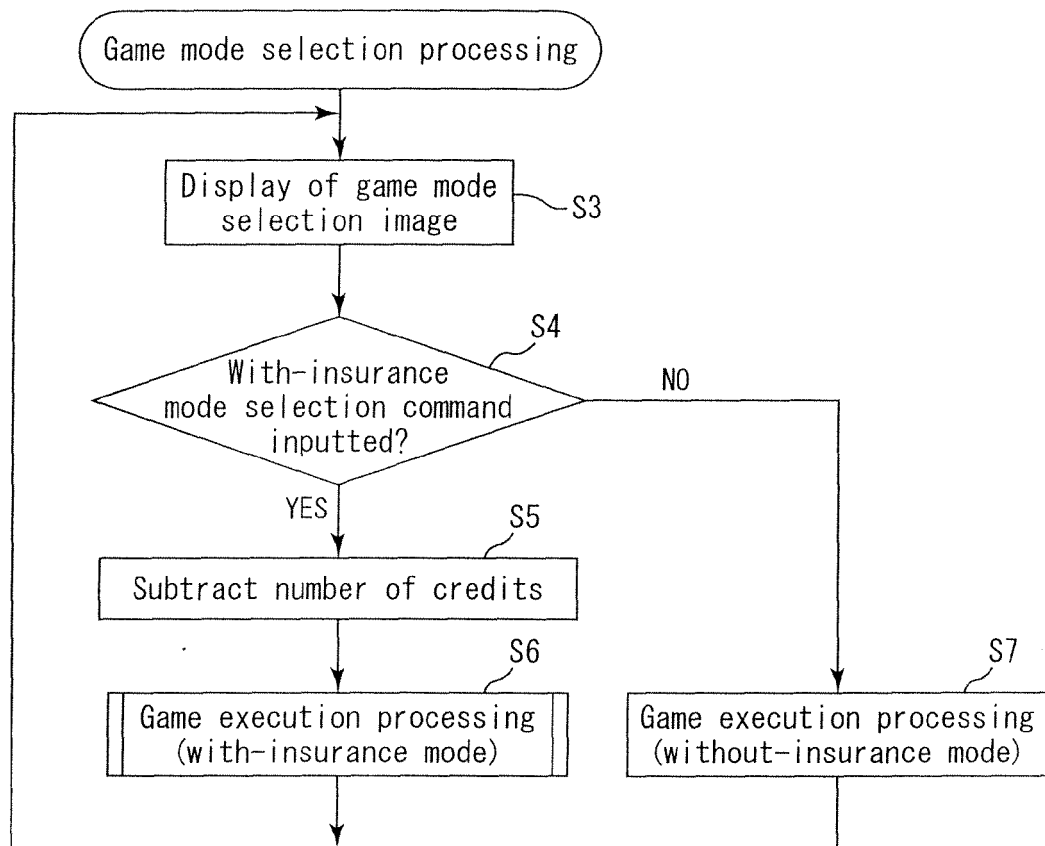 Game mode selection processing
Display of game mode
selection image
S3
S4
With-insurance
mode selection command
inputted?
NO
YES
S5
Subtract number of credits
S6
Game execution processing
(with-insurance mode)
S7
Game execution processing
(without-insurance mode)